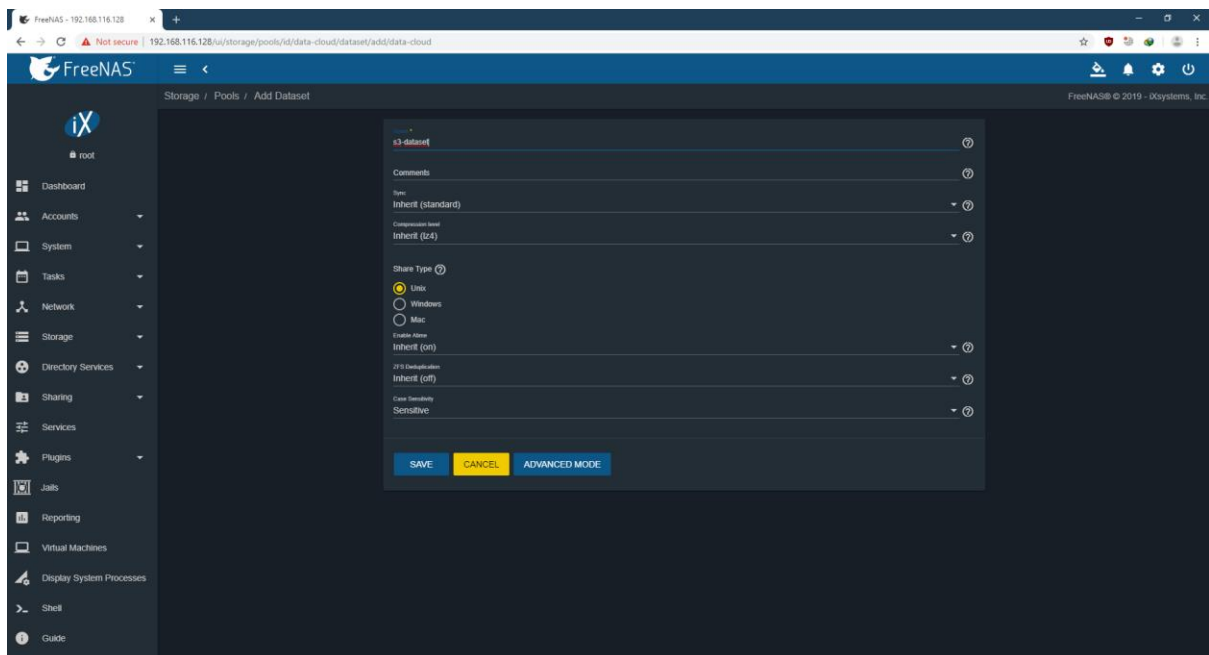 FreeNAS - 192.168.116.128
Not secure | 192.168.116.128/ui/storage/pools/id/data-cloud/dataset/add/data-cloud
FreeNAS
Storage / Pools / Add Dataset
FreeNAS® © 2019 - iXsystems, Inc
iX
root
Dashboard
Accounts
System
Tasks
Network
Storage
Directory Services
Sharing
Services
Plugins
Jails
Reporting
Virtual Machines
Display System Processes
Shell
Guide
s3-dataset
Comments
Sync
Inherit (standard)
Compression level
Inherit (lz4)
Share Type
Unix
Windows
Mac
Enable Atime
Inherit (on)
ZFS Deduplication
Inherit (off)
Case Sensitivity
Sensitive
SAVE
CANCEL
ADVANCED MODE